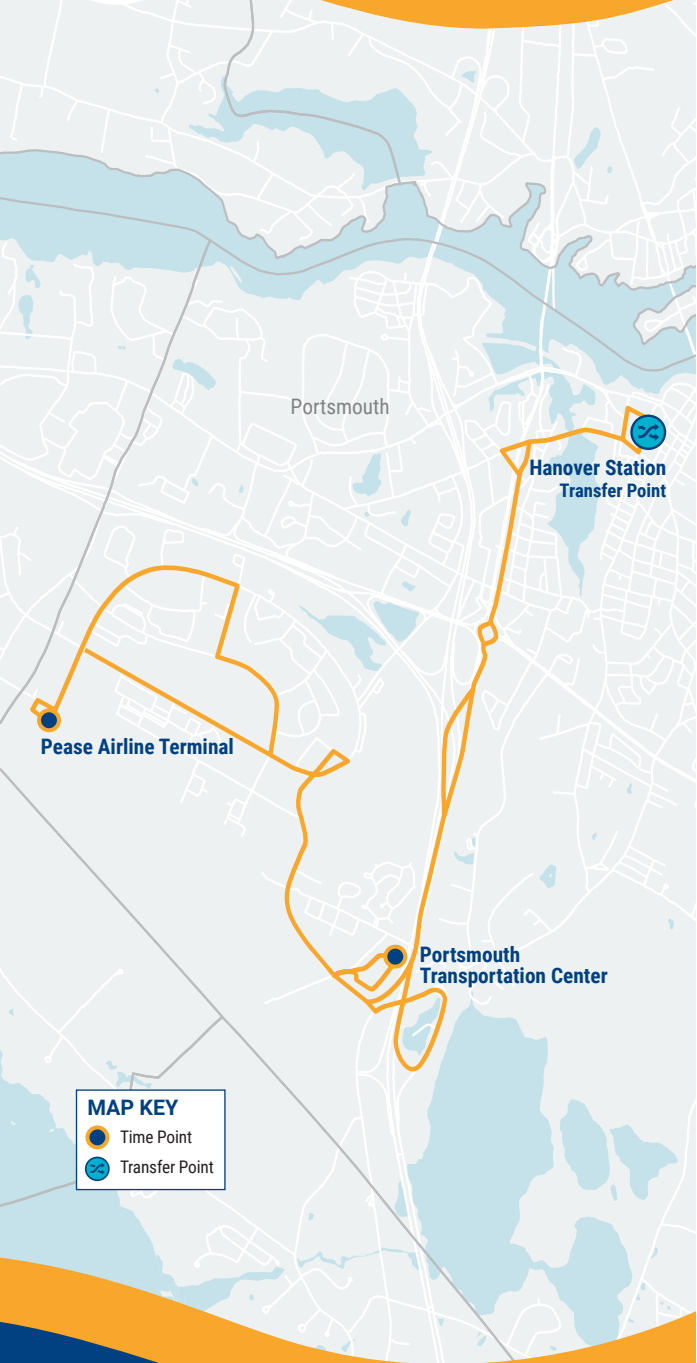 Portsmouth
Hanover Station
Transfer Point
Pease Airline Terminal
Portsmouth
Transportation Center
MAP KEY
Time Point
Transfer Point